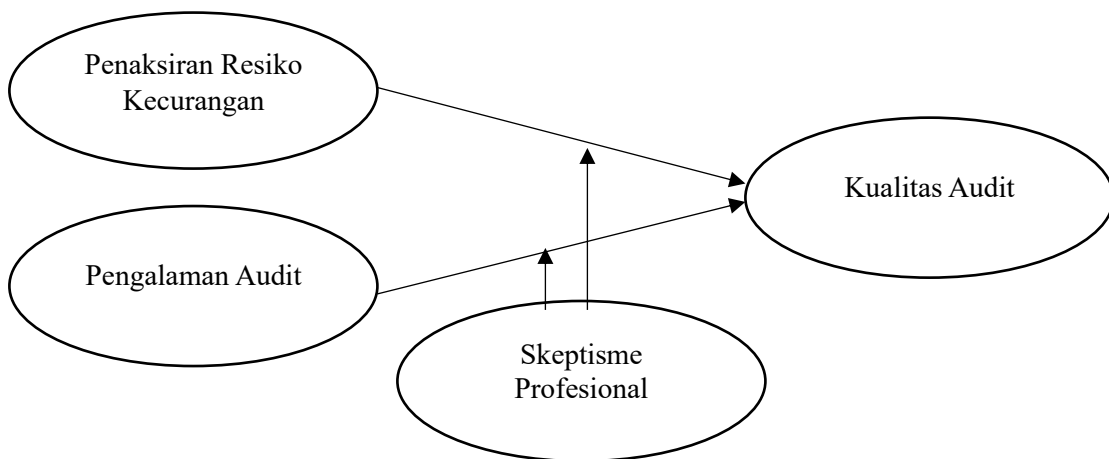 Penaksiran Resiko
Kecurangan
Kualitas Audit
Pengalaman Audit
Skeptisme
Profesional